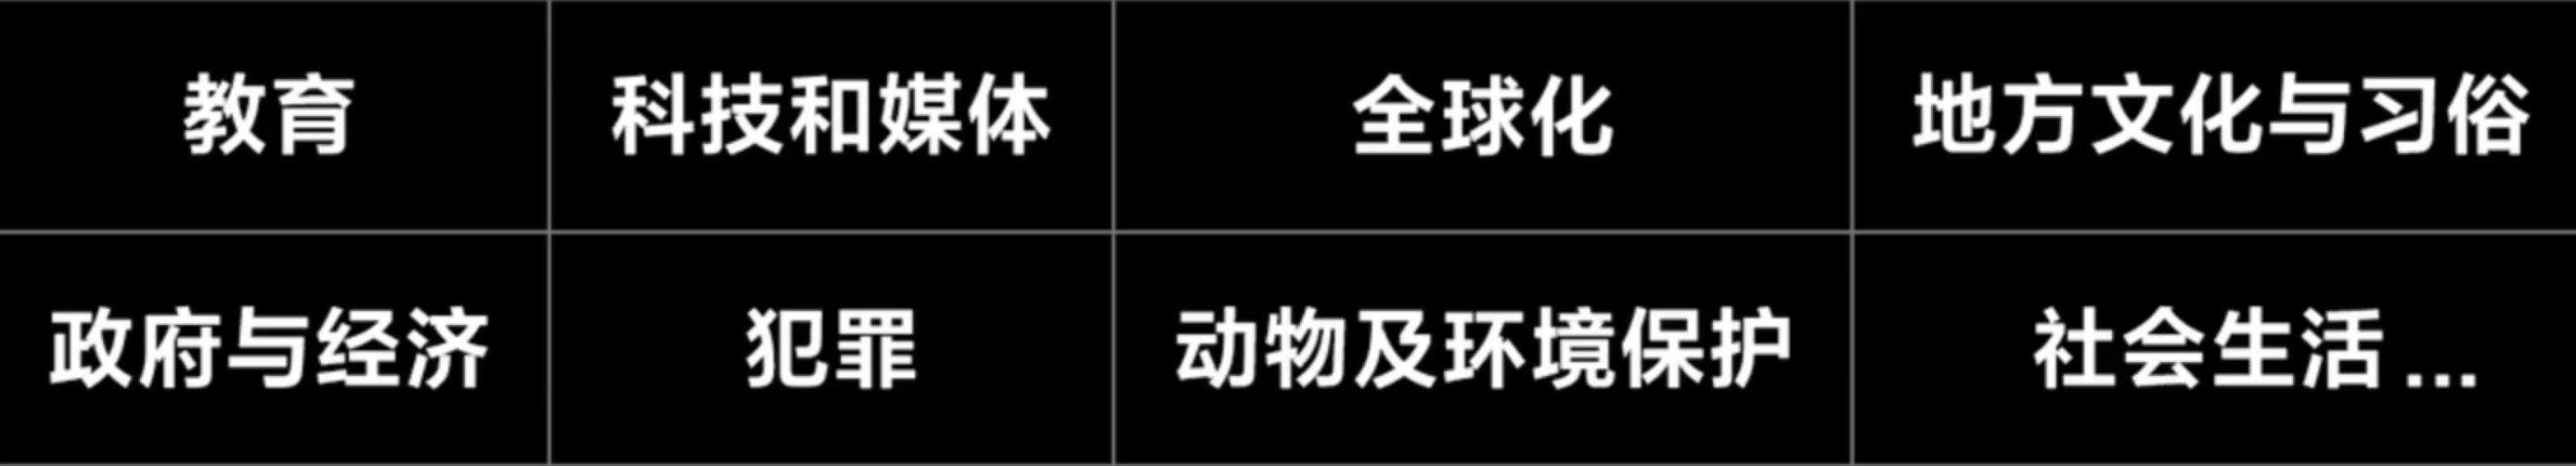 教育 科技和媒体 全球化 地方文化与习俗
政府与经济 犯罪 动物及环境保护 社会生活...